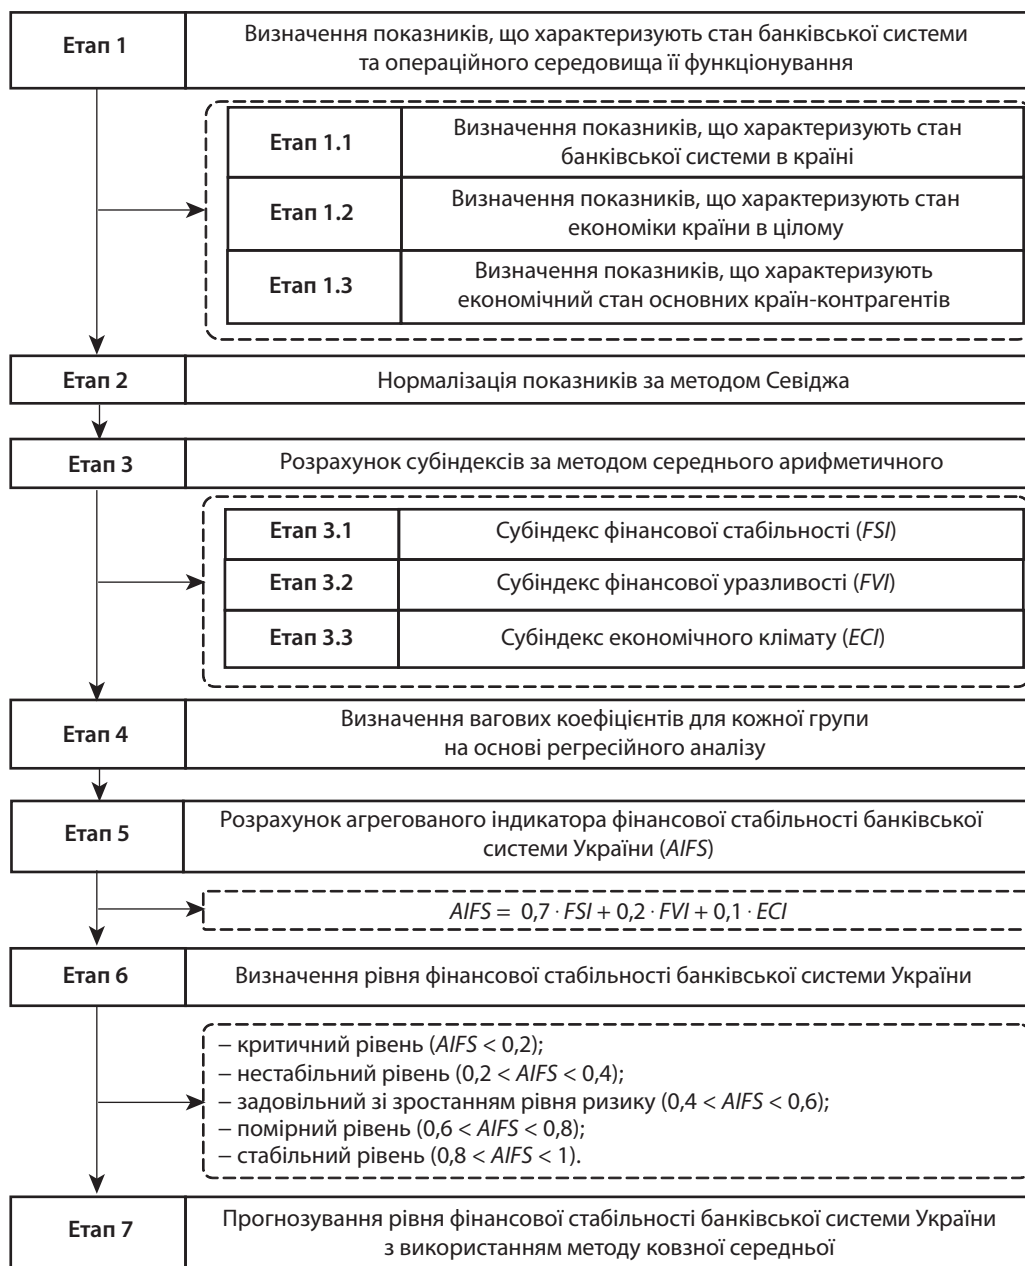 Етап 1
Визначення показників, що характеризують стан банківської системи
та операційного середовища її функціонування
Етап 1.1
Визначення показників, що характеризують стан
банківської системи в країні
Етап 1.2
Визначення показників, що характеризують стан
економіки країни в цілому
Етап 1.3
Визначення показників, що характеризують
економічний стан основних країн-контрагентів
Етап 2
Нормалізація показників за методом Севіджа
Етап 3
Розрахунок субіндексів за методом середнього арифметичного
Етап 3.1
Субіндекс фінансової стабільності (FSI)
Етап 3.2
Субіндекс фінансової уразливості (FVI)
Етап 3.3
Субіндекс економічного клімату (ECI)
Етап 4
Визначення вагових коефіцієнтів для кожної групи
на основі регресійного аналізу
Етап 5
Розрахунок агрегованого індикатора фінансової стабільності банківської
системи України (AIFS)
AIFS = 0,7 · FSI + 0,2 · FVI + 0,1 · ECI
Етап 6
Визначення рівня фінансової стабільності банківської системи України
– критичний рівень (AIFS < 0,2);
– нестабільний рівень (0,2 < AIFS < 0,4);
– задовільний зі зростанням рівня ризику (0,4 < AIFS < 0,6);
– помірний рівень (0,6 < AIFS < 0,8);
– стабільний рівень (0,8 < AIFS < 1).
Етап 7
Прогнозування рівня фінансової стабільності банківської системи України
з використанням методу ковзної середньої